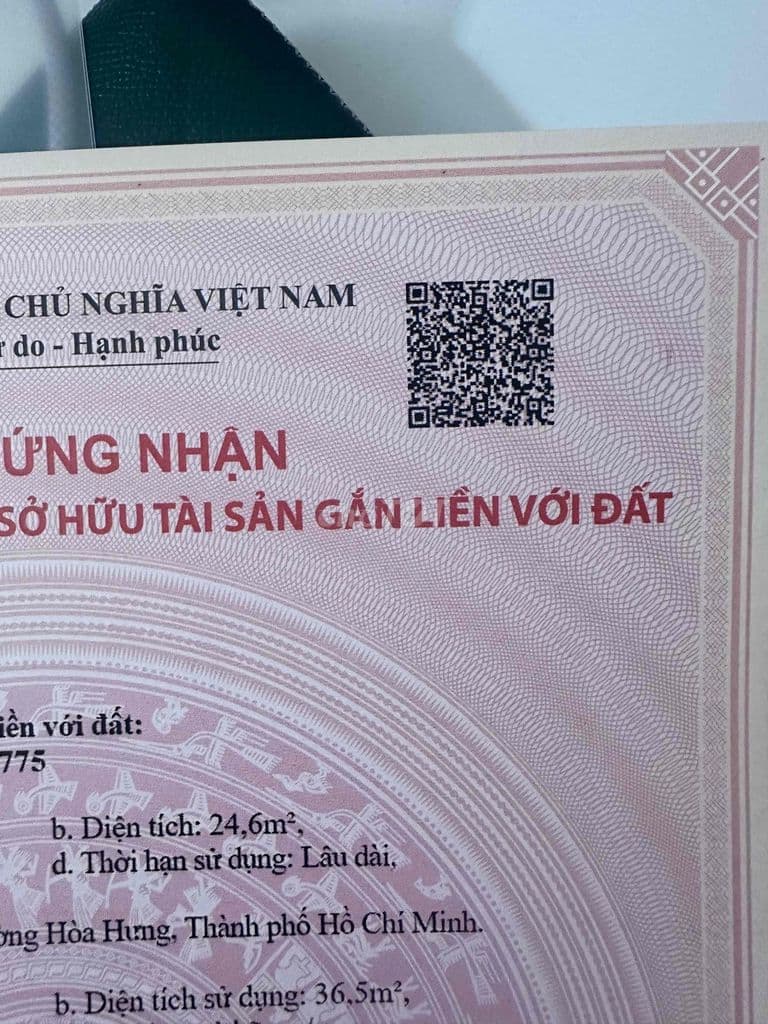 CHỦ NGHĨA VIỆT NAM
do - Hạnh phúc
ỨNG NHẬN
SỞ HỮU TÀI SẢN GẮN LIỀN VỚI ĐẤT
iền với đất:
775
b. Diện tích: 24,6m²,
d. Thời hạn sử dụng: Lâu dài,
ờng Hòa Hưng, Thành phố Hồ Chí Minh.
b. Diện tích sử dụng: 36,5m²,